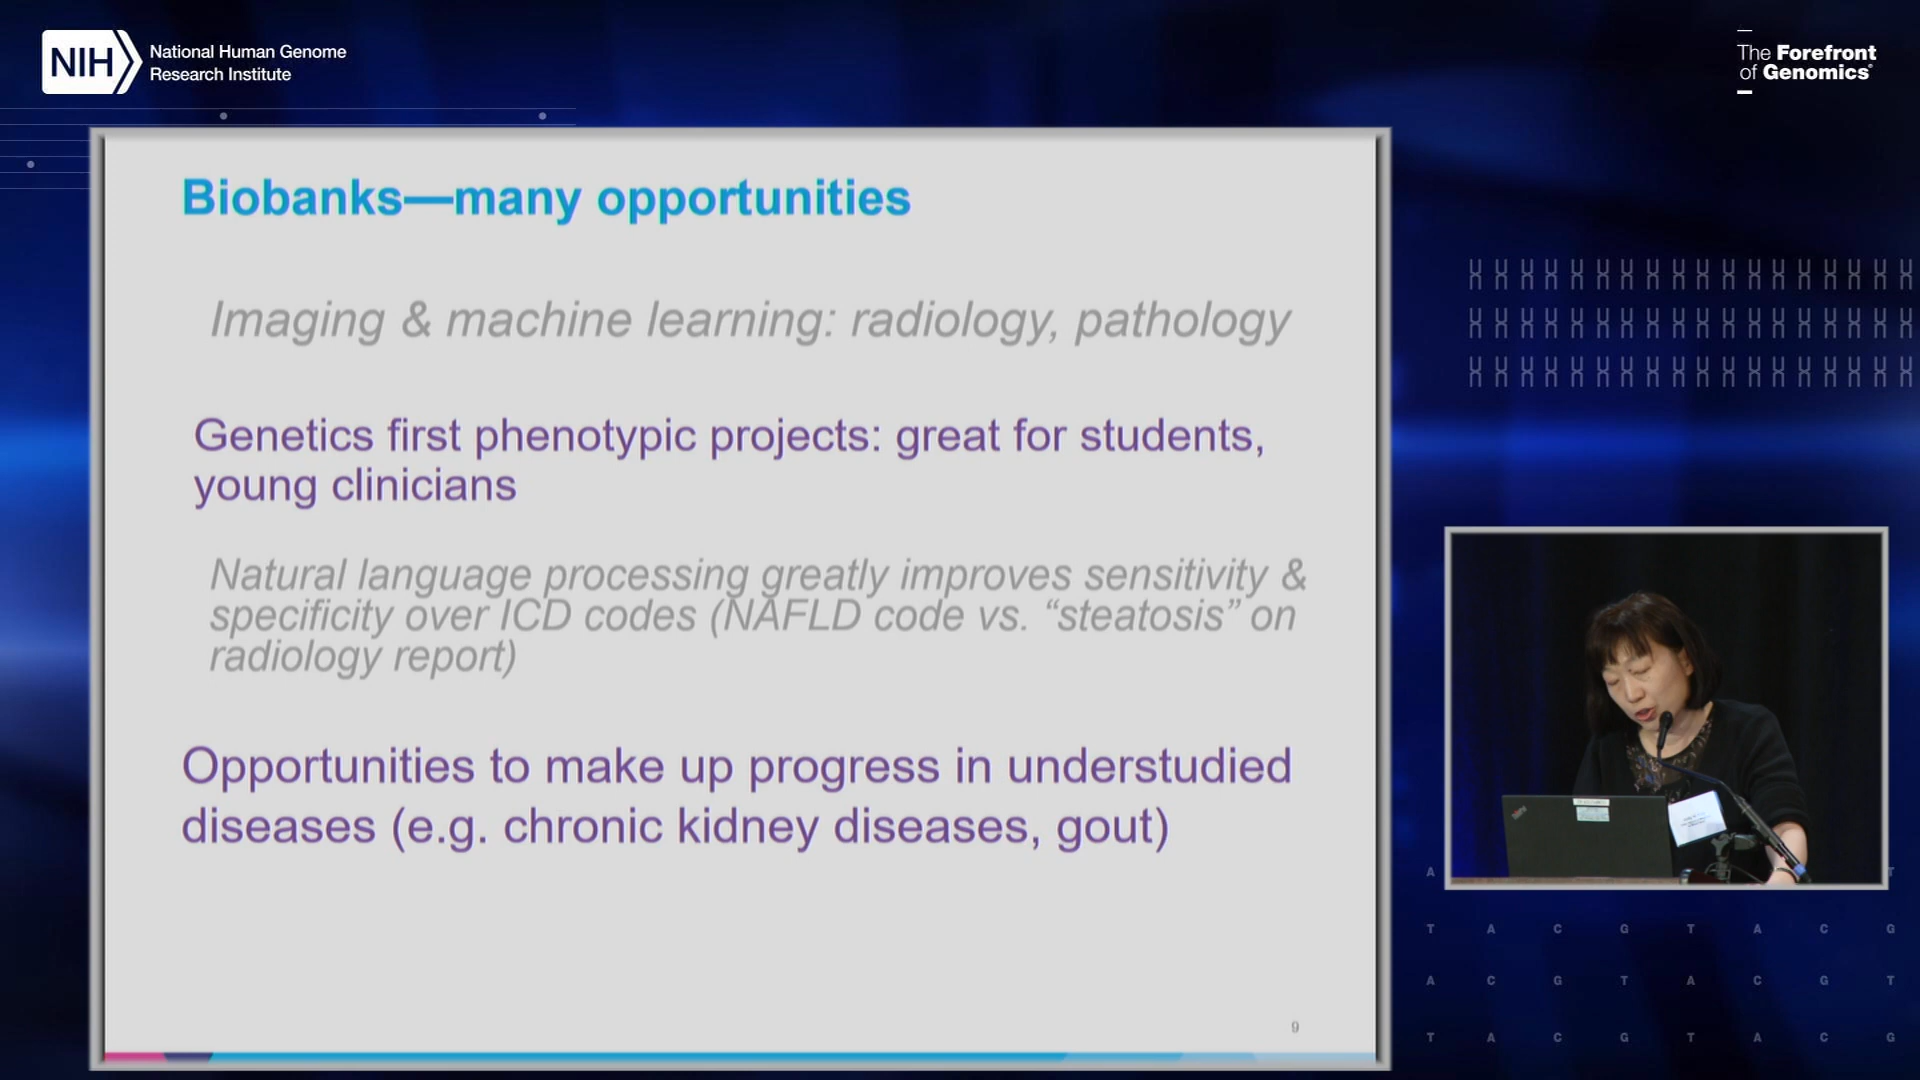 NIH
National Human Genome
Research Institute
The Forefront
of Genomics®
Biobanks—many opportunities
Imaging & machine learning: radiology, pathology
Genetics first phenotypic projects: great for students,
young clinicians
Natural language processing greatly improves sensitivity &
specificity over ICD codes (NAFLD code vs. “steatosis” on
radiology report)
Opportunities to make up progress in understudied
diseases (e.g. chronic kidney diseases, gout)
9
A T
T A C G T A C G
A C G T A C G T
T A C G T A C G